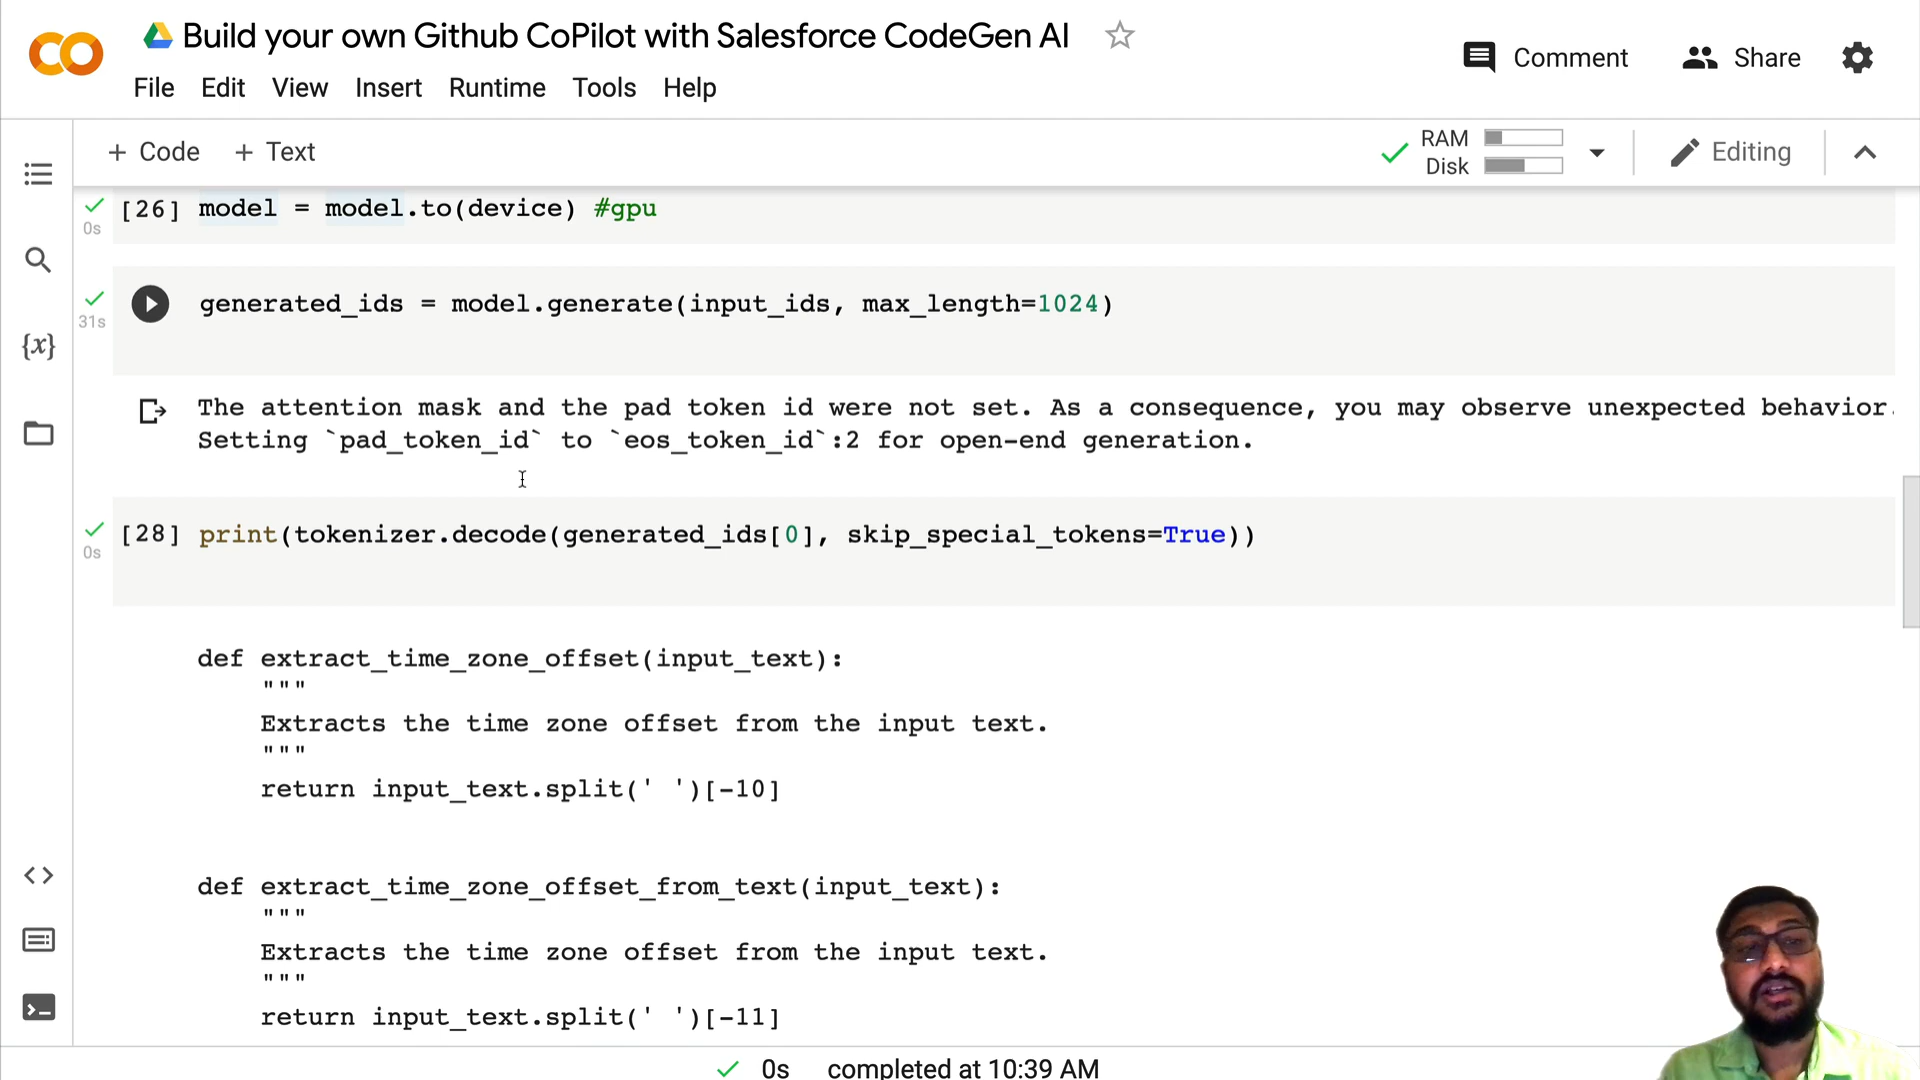 Build your own Github CoPilot with Salesforce CodeGen AI
Comment
Share
File Edit View Insert Runtime Tools Help
+ Code + Text
RAM
Disk
Editing
0s
[26] model = model.to(device) #gpu
31s
generated_ids = model.generate(input_ids, max_length=1024)
{x}
The attention mask and the pad token id were not set. As a consequence, you may observe unexpected behavior.
Setting `pad_token_id` to `eos_token_id`:2 for open-end generation.
0s
[28] print(tokenizer.decode(generated_ids[0], skip_special_tokens=True))
def extract_time_zone_offset(input_text):
"""
Extracts the time zone offset from the input text.
"""
return input_text.split(' ')[-10]
def extract_time_zone_offset_from_text(input_text):
"""
Extracts the time zone offset from the input text.
"""
return input_text.split(' ')[-11]
0s completed at 10:39 AM